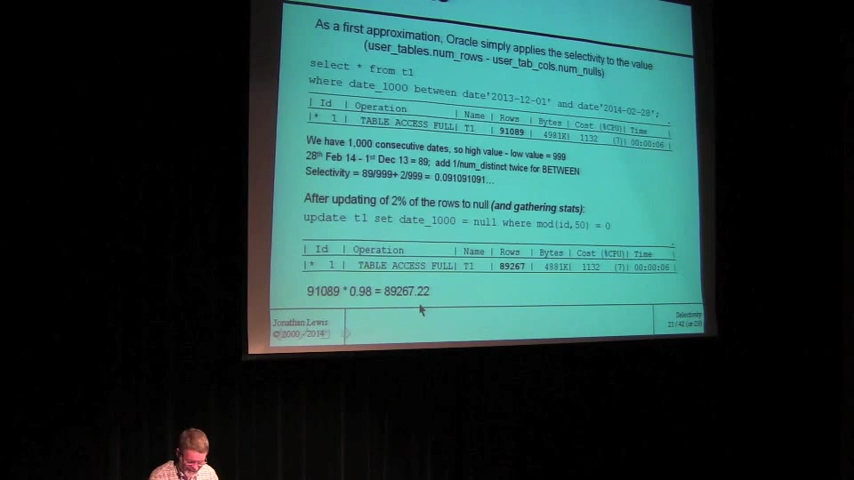 As a first approximation, Oracle simply applies the selectivity to the value
(user_tables.num_rows - user_tab_cols.num_nulls)
select * from t1
where date_1000 between date'2013-12-01' and date'2014-02-28';
| Id | Operation | Name | Rows | Bytes | Cost (%CPU)| Time |
|* 1 | TABLE ACCESS FULL| T1 | 91089 | 4981K| 1132 (7)| 00:00:06 |
We have 1,000 consecutive dates, so high value - low value = 999
28th Feb 14 - 1st Dec 13 = 89; add 1/num_distinct twice for BETWEEN
Selectivity = 89/999+ 2/999 = 0.091091091...
After updating of 2% of the rows to null (and gathering stats):
update t1 set date_1000 = null where mod(id,50) = 0
| Id | Operation | Name | Rows | Bytes | Cost (%CPU)| Time |
|* 1 | TABLE ACCESS FULL| T1 | 89267 | 4881K| 1132 (7)| 00:00:06 |
91089 * 0.98 = 89267.22
Jonathan Lewis
© 2000 - 2014
Selectivity
21 / 40